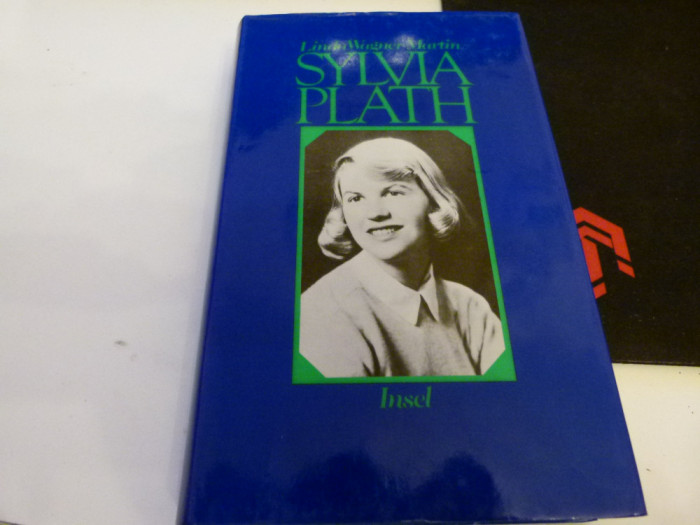 Linda Wagner-Martin
SYLVIA
PLATH
Insel